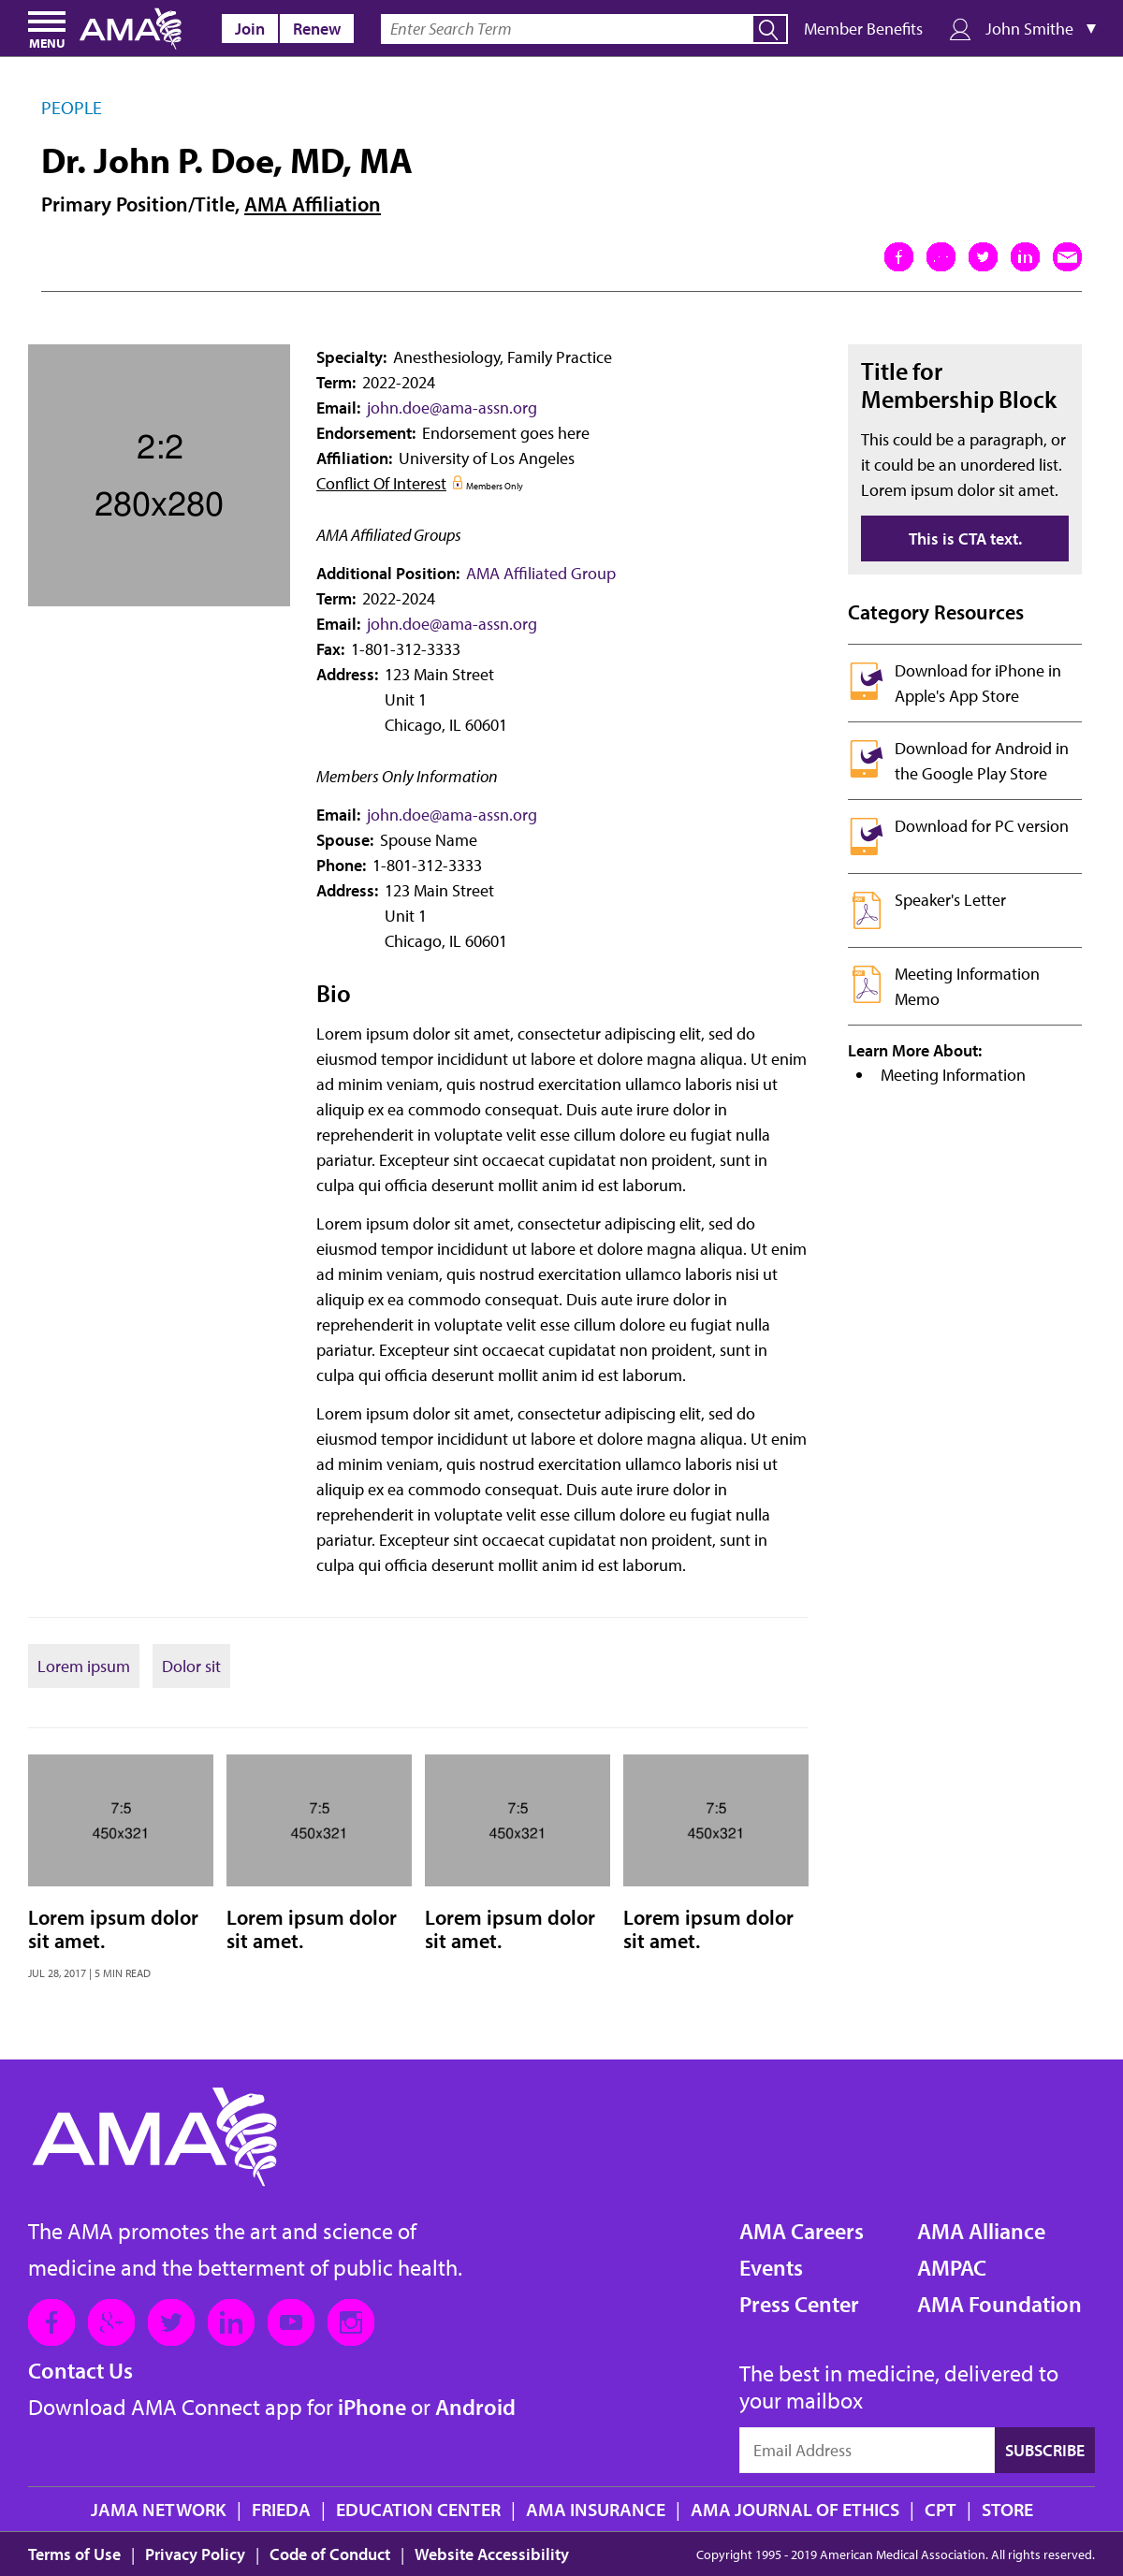 MENU
AMA
Join
Renew
Enter Search Term
Member Benefits
John Smithe ▼
PEOPLE
Dr. John P. Doe, MD, MA
Primary Position/Title, AMA Affiliation
2:2
280x280
Specialty: Anesthesiology, Family Practice
Term: 2022-2024
Email: john.doe@ama-assn.org
Endorsement: Endorsement goes here
Affiliation: University of Los Angeles
Conflict Of Interest Members Only
AMA Affiliated Groups
Additional Position: AMA Affiliated Group
Term: 2022-2024
Email: john.doe@ama-assn.org
Fax: 1-801-312-3333
Address: 123 Main Street
Unit 1
Chicago, IL 60601
Members Only Information
Email: john.doe@ama-assn.org
Spouse: Spouse Name
Phone: 1-801-312-3333
Address: 123 Main Street
Unit 1
Chicago, IL 60601
Bio
Lorem ipsum dolor sit amet, consectetur adipiscing elit, sed do
eiusmod tempor incididunt ut labore et dolore magna aliqua. Ut enim
ad minim veniam, quis nostrud exercitation ullamco laboris nisi ut
aliquip ex ea commodo consequat. Duis aute irure dolor in
reprehenderit in voluptate velit esse cillum dolore eu fugiat nulla
pariatur. Excepteur sint occaecat cupidatat non proident, sunt in
culpa qui officia deserunt mollit anim id est laborum.
Lorem ipsum dolor sit amet, consectetur adipiscing elit, sed do
eiusmod tempor incididunt ut labore et dolore magna aliqua. Ut enim
ad minim veniam, quis nostrud exercitation ullamco laboris nisi ut
aliquip ex ea commodo consequat. Duis aute irure dolor in
reprehenderit in voluptate velit esse cillum dolore eu fugiat nulla
pariatur. Excepteur sint occaecat cupidatat non proident, sunt in
culpa qui officia deserunt mollit anim id est laborum.
Lorem ipsum dolor sit amet, consectetur adipiscing elit, sed do
eiusmod tempor incididunt ut labore et dolore magna aliqua. Ut enim
ad minim veniam, quis nostrud exercitation ullamco laboris nisi ut
aliquip ex ea commodo consequat. Duis aute irure dolor in
reprehenderit in voluptate velit esse cillum dolore eu fugiat nulla
pariatur. Excepteur sint occaecat cupidatat non proident, sunt in
culpa qui officia deserunt mollit anim id est laborum.
Title for
Membership Block
This could be a paragraph, or
it could be an unordered list.
Lorem ipsum dolor sit amet.
This is CTA text.
Category Resources
Download for iPhone in
Apple's App Store
Download for Android in
the Google Play Store
Download for PC version
Speaker's Letter
Meeting Information
Memo
Learn More About:
• Meeting Information
Lorem ipsum
Dolor sit
7:5
450x321
Lorem ipsum dolor
sit amet.
JUL 28, 2017 | 5 MIN READ
7:5
450x321
Lorem ipsum dolor
sit amet.
7:5
450x321
Lorem ipsum dolor
sit amet.
7:5
450x321
Lorem ipsum dolor
sit amet.
AMA
The AMA promotes the art and science of
medicine and the betterment of public health.
Contact Us
Download AMA Connect app for iPhone or Android
AMA Careers
Events
Press Center
AMA Alliance
AMPAC
AMA Foundation
The best in medicine, delivered to
your mailbox
Email Address
SUBSCRIBE
JAMA NETWORK | FRIEDA | EDUCATION CENTER | AMA INSURANCE | AMA JOURNAL OF ETHICS | CPT | STORE
Terms of Use | Privacy Policy | Code of Conduct | Website Accessibility
Copyright 1995 - 2019 American Medical Association. All rights reserved.